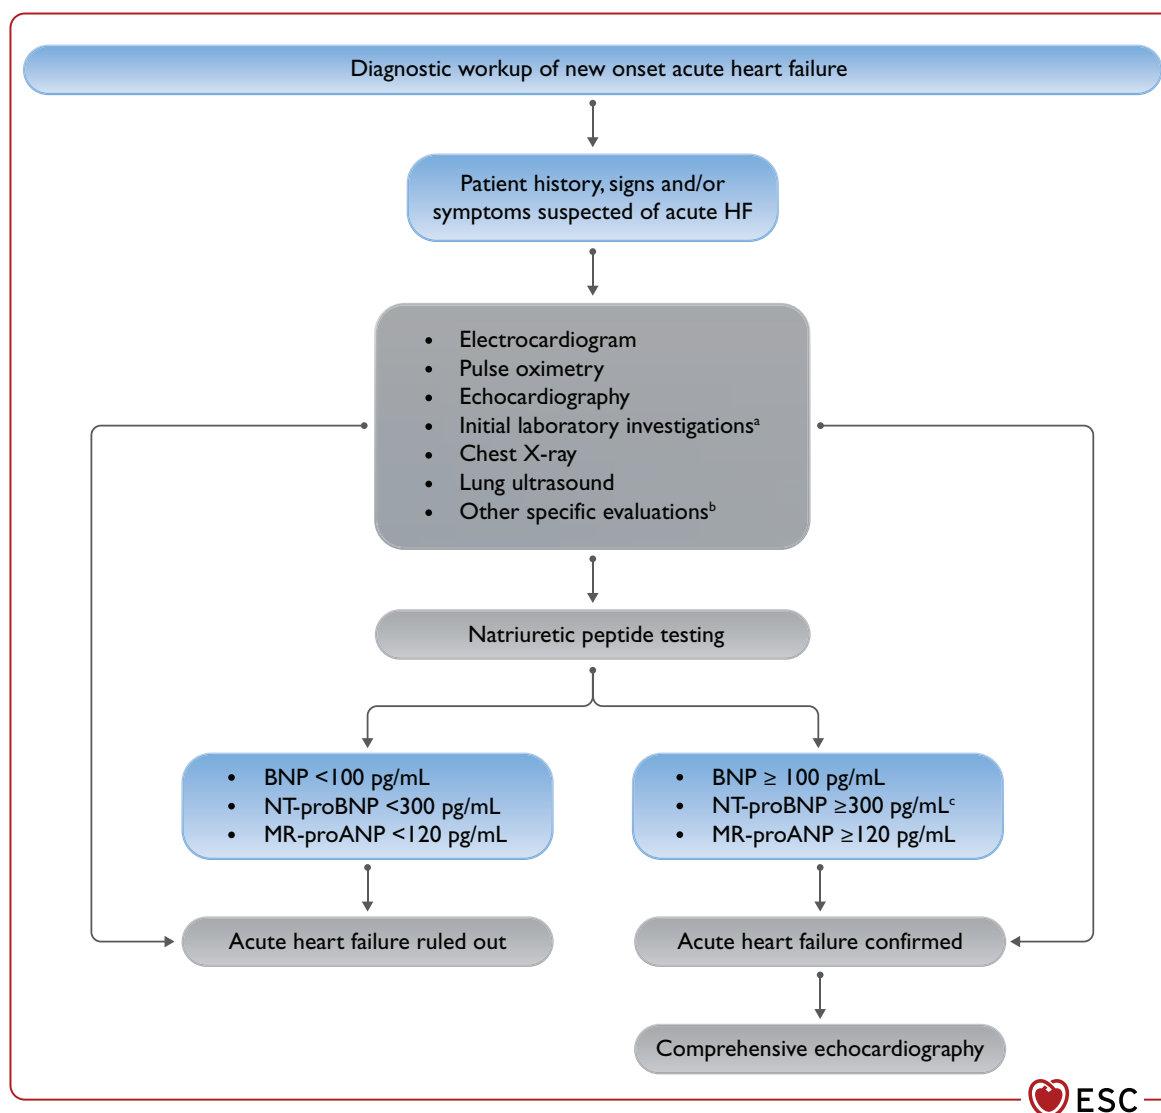 Diagnostic workup of new onset acute heart failure
Patient history, signs and/or
symptoms suspected of acute HF
• Electrocardiogram
• Pulse oximetry
• Echocardiography
• Initial laboratory investigationsᵃ
• Chest X-ray
• Lung ultrasound
• Other specific evaluationsᵇ
Natriuretic peptide testing
• BNP <100 pg/mL
• NT-proBNP <300 pg/mL
• MR-proANP <120 pg/mL
• BNP ≥ 100 pg/mL
• NT-proBNP ≥300 pg/mLᶜ
• MR-proANP ≥120 pg/mL
Acute heart failure ruled out
Acute heart failure confirmed
Comprehensive echocardiography
ESC